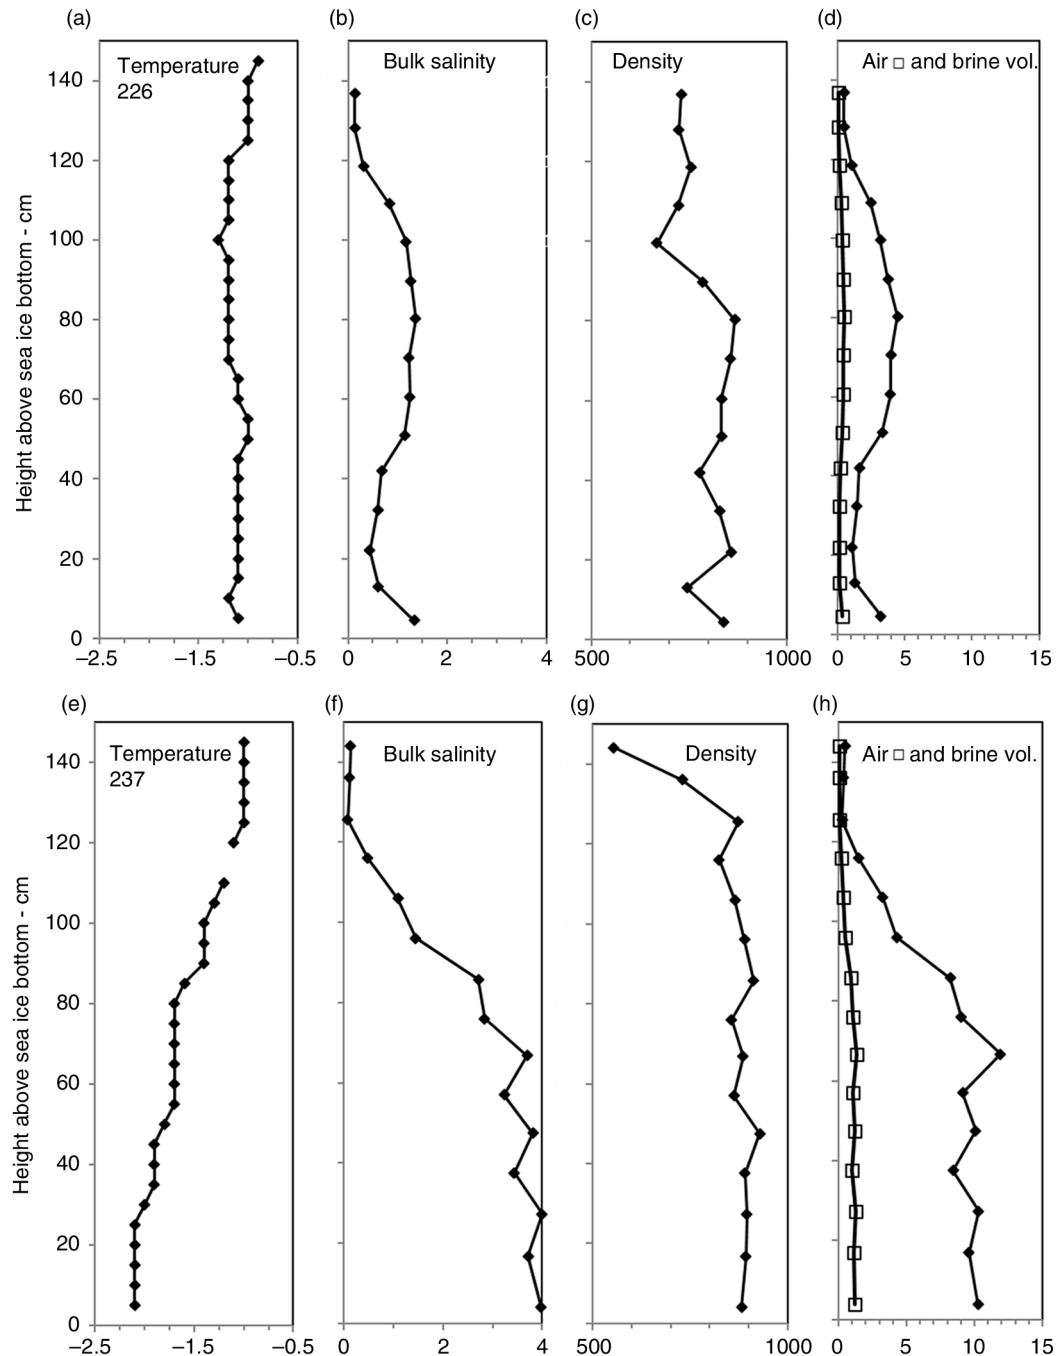 (a) (b) (c) (d)
Temperature
226
Bulk salinity
Density
Air □ and brine vol.
Height above sea ice bottom - cm
140
120
100
80
60
40
20
0
−2.5 −1.5 −0.5
0 2 4
500 1000
0 5 10 15
(e) (f) (g) (h)
Temperature
237
Bulk salinity
Density
Air □ and brine vol.
Height above sea ice bottom - cm
140
120
100
80
60
40
20
0
−2.5 −1.5 −0.5
0 2 4
500 1000
0 5 10 15